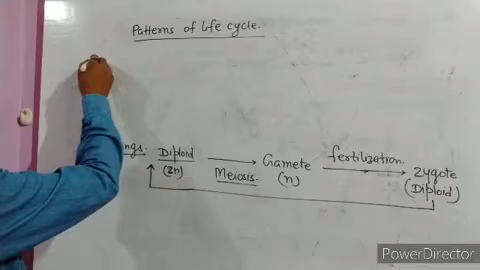 Patterns of life cycle.
ngs. Diploid (2n) → Gamete (n) fertilization. → Zygote (Diploid)
Meiosis.
PowerDirector